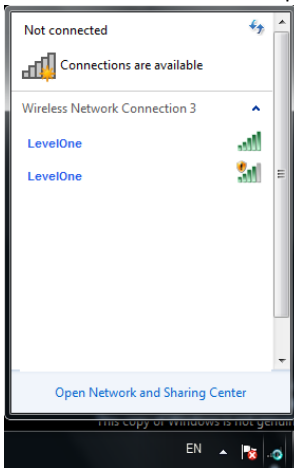 Not connected
Connections are available
Wireless Network Connection 3
LevelOne
LevelOne
Open Network and Sharing Center
This copy of Windows is not genuin
EN